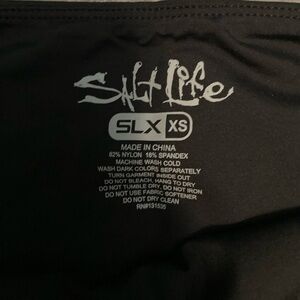 Salt Life
SLX XS
MADE IN CHINA
82% NYLON 18% SPANDEX
MACHINE WASH COLD
WASH DARK COLORS SEPARATELY
TURN GARMENT INSIDE OUT
DO NOT BLEACH, HANG TO DRY
DO NOT TUMBLE DRY, DO NOT IRON
DO NOT USE FABRIC SOFTENER
DO NOT DRY CLEAN
RN#131535